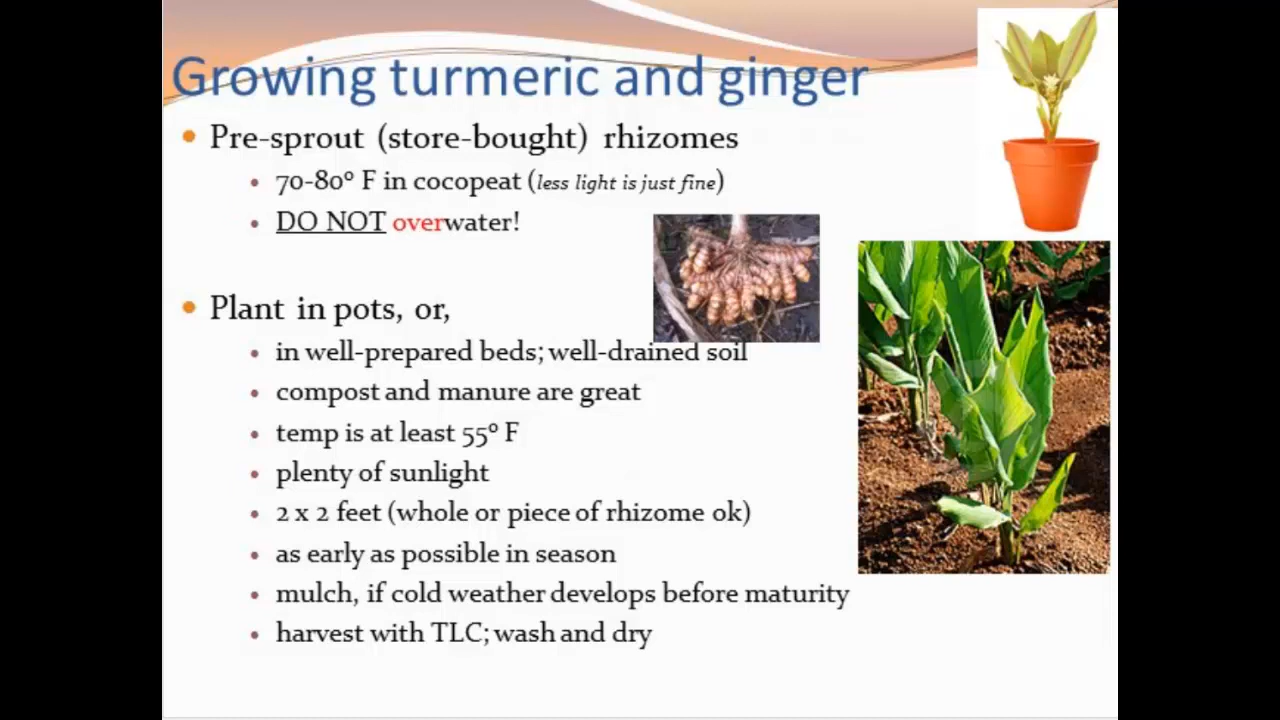 Growing turmeric and ginger
Pre-sprout (store-bought) rhizomes
70-80° F in cocopeat (less light is just fine)
DO NOT overwater!
Plant in pots, or,
in well-prepared beds; well-drained soil
compost and manure are great
temp is at least 55° F
plenty of sunlight
2 x 2 feet (whole or piece of rhizome ok)
as early as possible in season
mulch, if cold weather develops before maturity
harvest with TLC; wash and dry